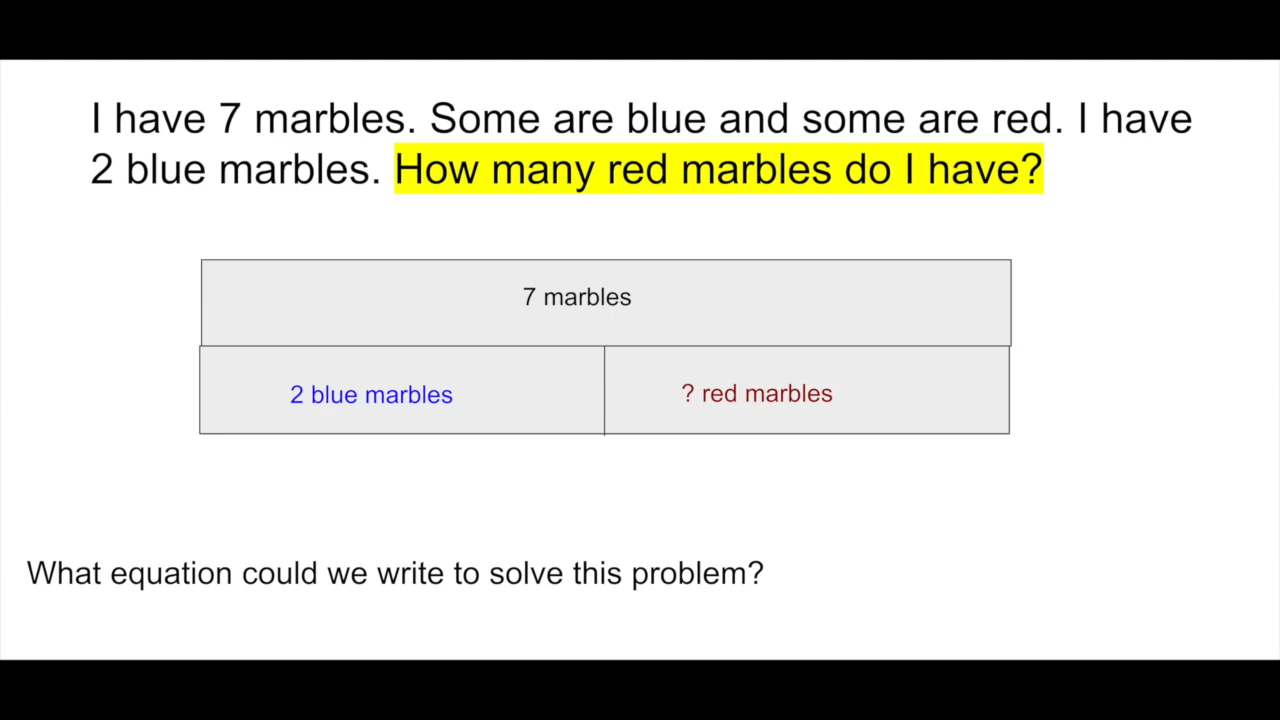 I have 7 marbles. Some are blue and some are red. I have
2 blue marbles. How many red marbles do I have?
7 marbles
2 blue marbles
? red marbles
What equation could we write to solve this problem?